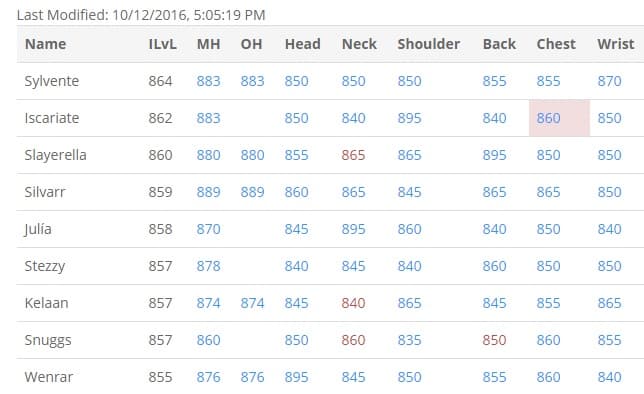 Last Modified: 10/12/2016, 5:05:19 PM
Name ILvL MH OH Head Neck Shoulder Back Chest Wrist
Sylvente 864 883 883 850 850 850 855 855 870
Iscariate 862 883 850 840 895 840 860 850
Slayerella 860 880 880 855 865 865 895 850 850
Silvarr 859 889 889 860 865 845 865 865 850
Julía 858 870 845 895 860 840 850 840
Stezzy 857 878 840 845 840 860 850 850
Kelaan 857 874 874 845 840 865 845 855 865
Snuggs 857 860 850 860 835 850 860 855
Wenrar 855 876 876 895 845 850 855 860 840